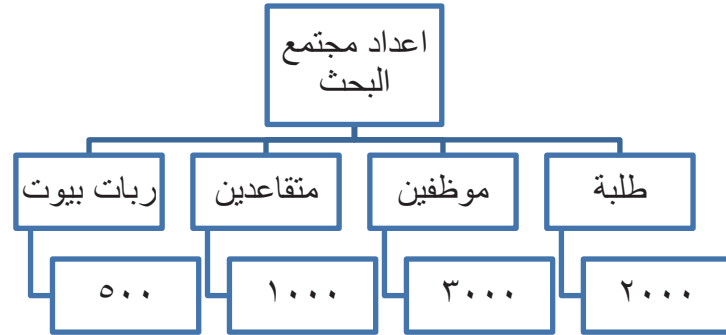 اعداد مجتمع
البحث
طلبة
موظفين
متقاعدين
ربات بيوت
٢٠٠٠
٣٠٠٠
١٠٠٠
٥٠٠